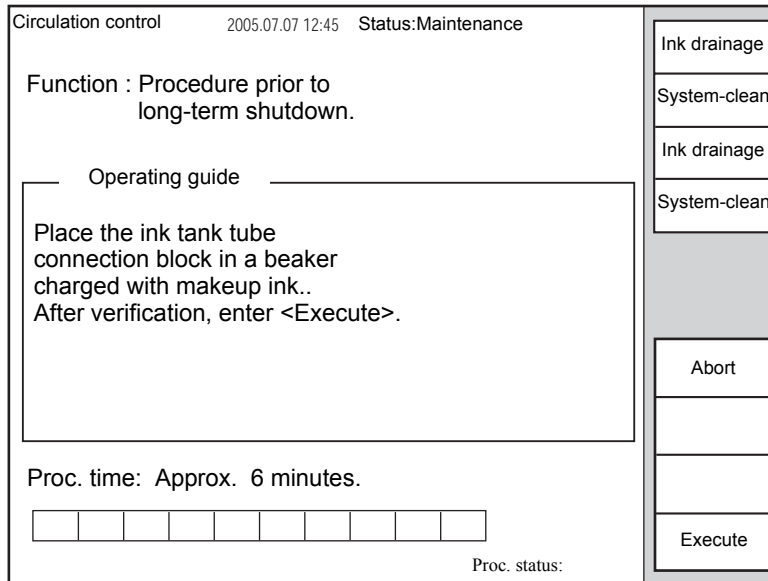 Circulation control 2005.07.07 12:45 Status:Maintenance
Function : Procedure prior to
long-term shutdown.
Operating guide
Place the ink tank tube
connection block in a beaker
charged with makeup ink..
After verification, enter <Execute>.
Proc. time: Approx. 6 minutes.
Proc. status:
Ink drainage
System-clean
Ink drainage
System-clean
Abort
Execute